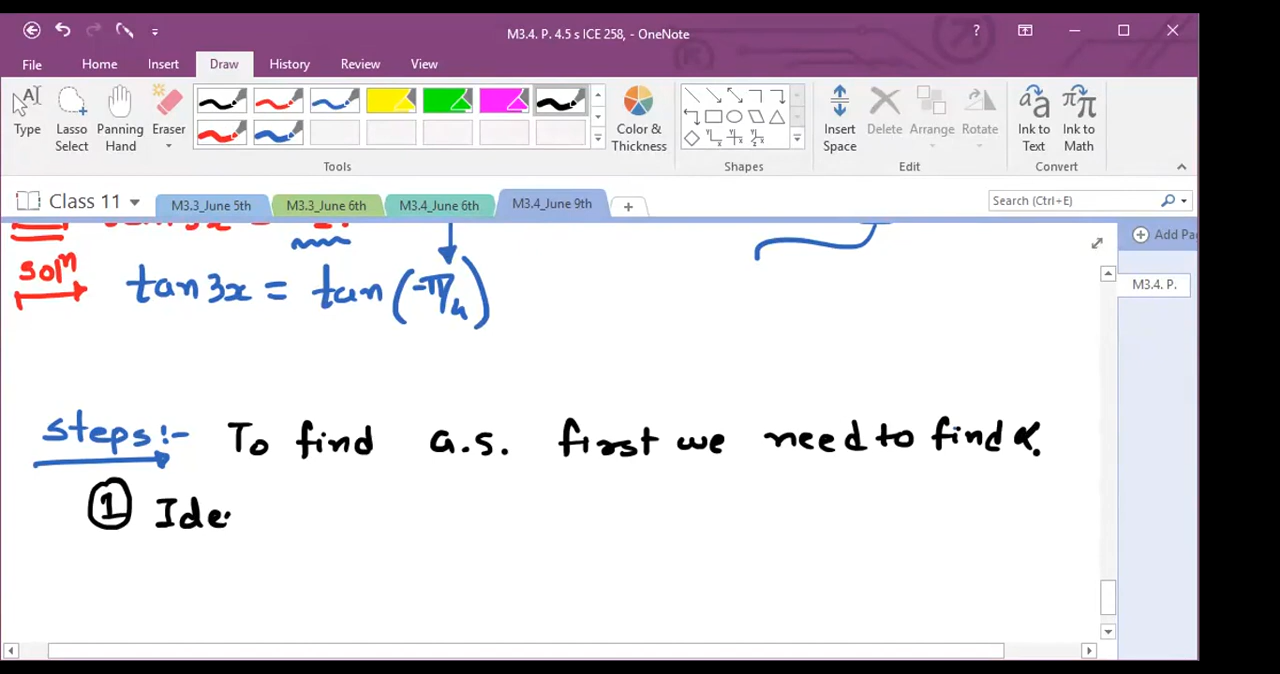 M3.4. P. 4.5 s ICE 258, - OneNote
File Home Insert Draw History Review View
Type
Lasso Select
Panning Hand
Eraser
Color & Thickness
Insert Space
Delete
Arrange
Rotate
Ink to Text
Ink to Math
Tools
Shapes
Edit
Convert
Class 11
M3.3_June 5th
M3.3_June 6th
M3.4_June 6th
M3.4_June 9th
Search (Ctrl+E)
Add Pa
M3.4. P.
solⁿ tan 3x = tan (-π/4)
steps:- To find G.S. first we need to find α.
① Ide